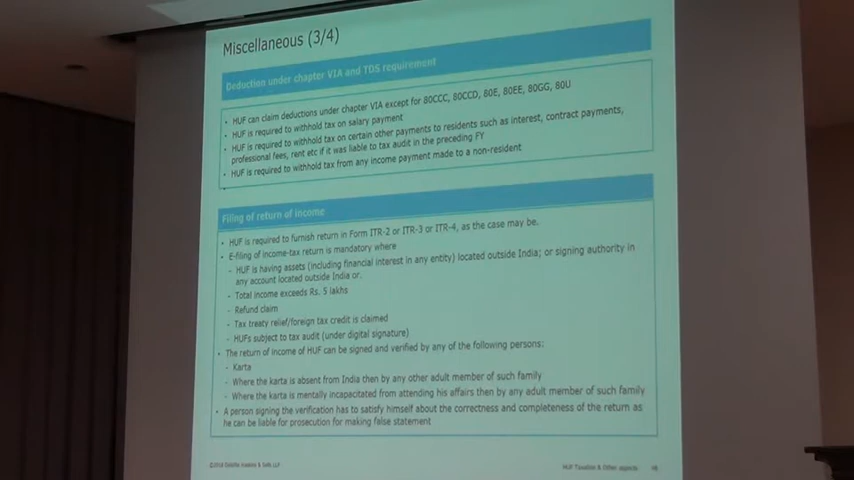 Miscellaneous (3/4)
Deduction under chapter VIA and TDS requirement
• HUF can claim deductions under chapter VIA except for 80CCC, 80CCD, 80E, 80EE, 80GG, 80U
• HUF is required to withhold tax on salary payment
• HUF is required to withhold tax on certain other payments to residents such as interest, contract payments,
professional fees, rent etc if it was liable to tax audit in the preceding FY
• HUF is required to withhold tax from any income payment made to a non-resident
Filing of return of income
• HUF is required to furnish return in Form ITR-2 or ITR-3 or ITR-4, as the case may be.
• E-filing of income-tax return is mandatory where
- HUF is having assets (including financial interest in any entity) located outside India; or signing authority in
any account located outside India or.
- Total income exceeds Rs. 5 lakhs
- Refund claim
- Tax treaty relief/foreign tax credit is claimed
- HUFs subject to tax audit (under digital signature)
• The return of income of HUF can be signed and verified by any of the following persons:
- Karta
- Where the karta is absent from India then by any other adult member of such family
- Where the karta is mentally incapacitated from attending his affairs then by any adult member of such family
• A person signing the verification has to satisfy himself about the correctness and completeness of the return as
he can be liable for prosecution for making false statement
Deloitte Haskins & Sells LLP
HUF Taxation & Other aspects